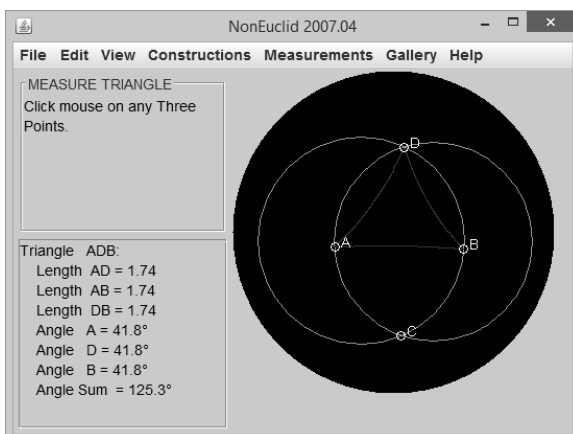 NonEuclid 2007.04
File Edit View Constructions Measurements Gallery Help
MEASURE TRIANGLE
Click mouse on any Three
Points.
Triangle ADB:
Length AD = 1.74
Length AB = 1.74
Length DB = 1.74
Angle A = 41.8°
Angle D = 41.8°
Angle B = 41.8°
Angle Sum = 125.3°
D
A
B
C